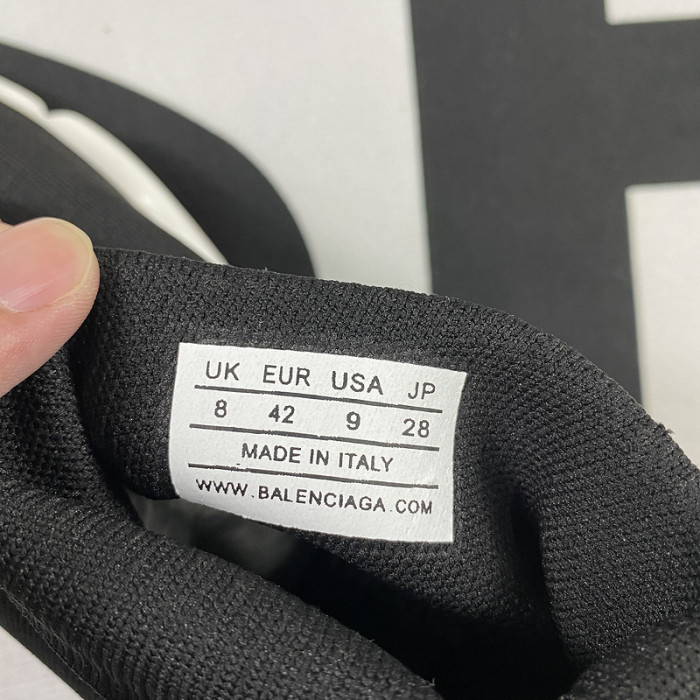 UK EUR USA JP
8 42 9 28
MADE IN ITALY
WWW.BALENCIAGA.COM